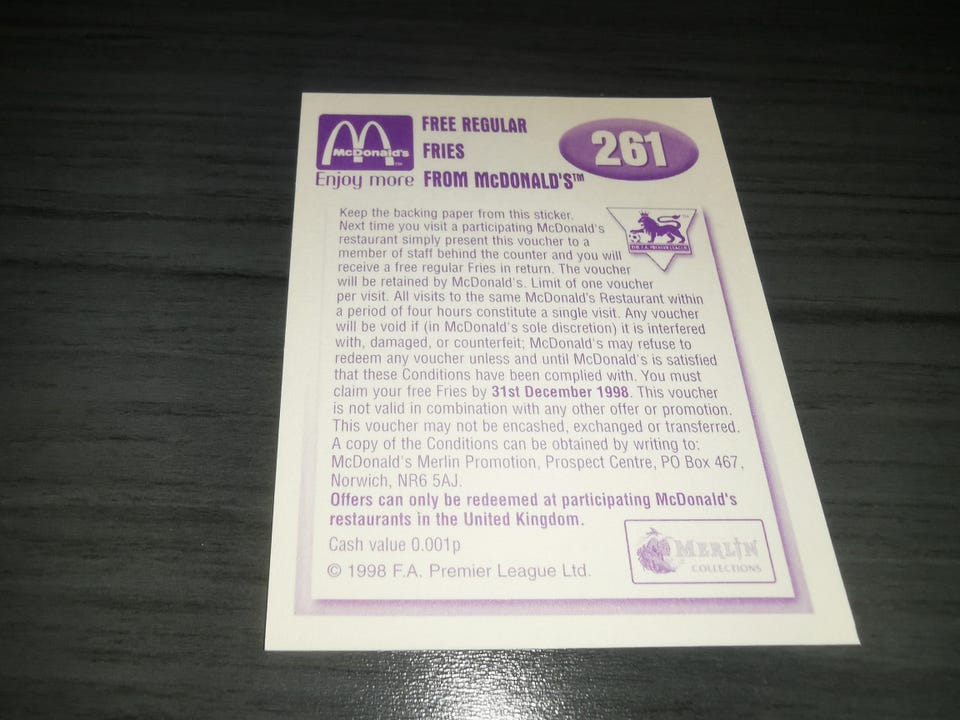 McDonald's™
Enjoy more
FREE REGULAR
FRIES
FROM McDONALD'S™
261
THE F.A. PREMIER LEAGUE
Keep the backing paper from this sticker.
Next time you visit a participating McDonald's
restaurant simply present this voucher to a
member of staff behind the counter and you will
receive a free regular Fries in return. The voucher
will be retained by McDonald's. Limit of one voucher
per visit. All visits to the same McDonald's Restaurant within
a period of four hours constitute a single visit. Any voucher
will be void if (in McDonald's sole discretion) it is interfered
with, damaged, or counterfeit; McDonald's may refuse to
redeem any voucher unless and until McDonald's is satisfied
that these Conditions have been complied with. You must
claim your free Fries by 31st December 1998. This voucher
is not valid in combination with any other offer or promotion.
This voucher may not be encashed, exchanged or transferred.
A copy of the Conditions can be obtained by writing to:
McDonald's Merlin Promotion, Prospect Centre, PO Box 467,
Norwich, NR6 5AJ.
Offers can only be redeemed at participating McDonald's
restaurants in the United Kingdom.
Cash value 0.001p
© 1998 F.A. Premier League Ltd.
MERLIN
COLLECTIONS